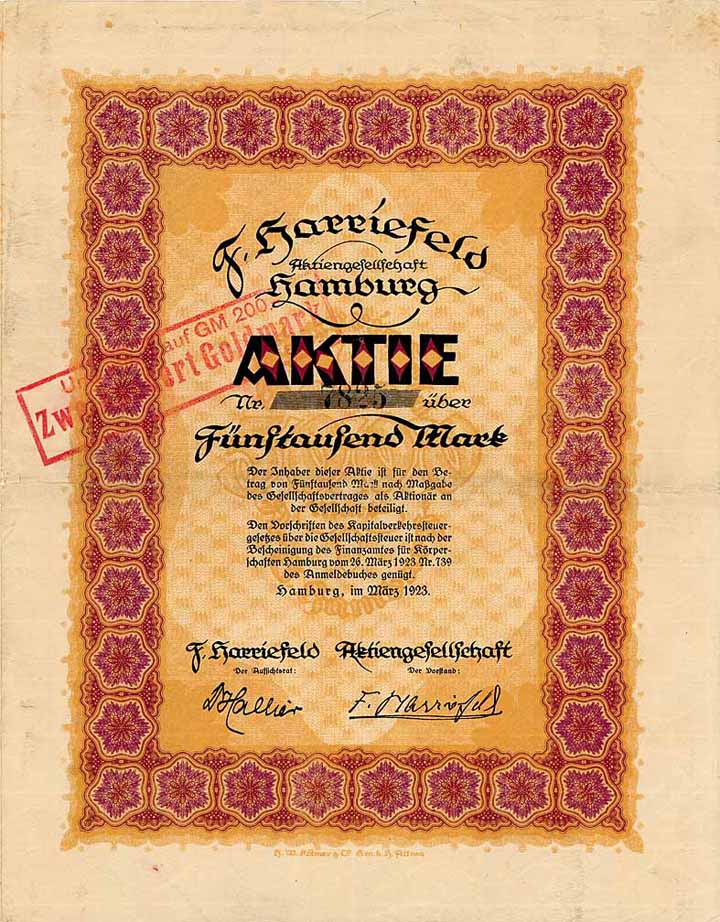 F. Harriefeld
Aktiengesellschaft
Hamburg
AKTIE
Nr. 7825 über
Fünftausend Mark
Der Inhaber dieser Aktie ist für den Be-
trag von Fünftausend Mark nach Maßgabe
des Gesellschaftsvertrages als Aktionär an
der Gesellschaft beteiligt.
Den Vorschriften des Kapitalverkehrssteuer-
gesetzes über die Gesellschaftssteuer ist nach der
Bescheinigung des Finanzamtes für Körper-
schaften Hamburg vom 26. März 1923 Nr. 739
des Anmeldebuches genügt.
Hamburg, im März 1923.
F. Harriefeld Aktiengesellschaft
Der Aufsichtsrat: Der Vorstand:
F. Harriefeld
auf GM 200
Goldmark